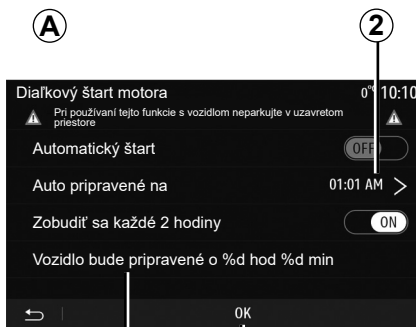 A
2
Diaľkový štart motora 0° 10:10
Pri používaní tejto funkcie s vozidlom neparkujte v uzavretom
priestore
Automatický štart OFF
Auto pripravené na 01:01 AM >
Zobudiť sa každé 2 hodiny ON
Vozidlo bude pripravené o %d hod %d min
OK